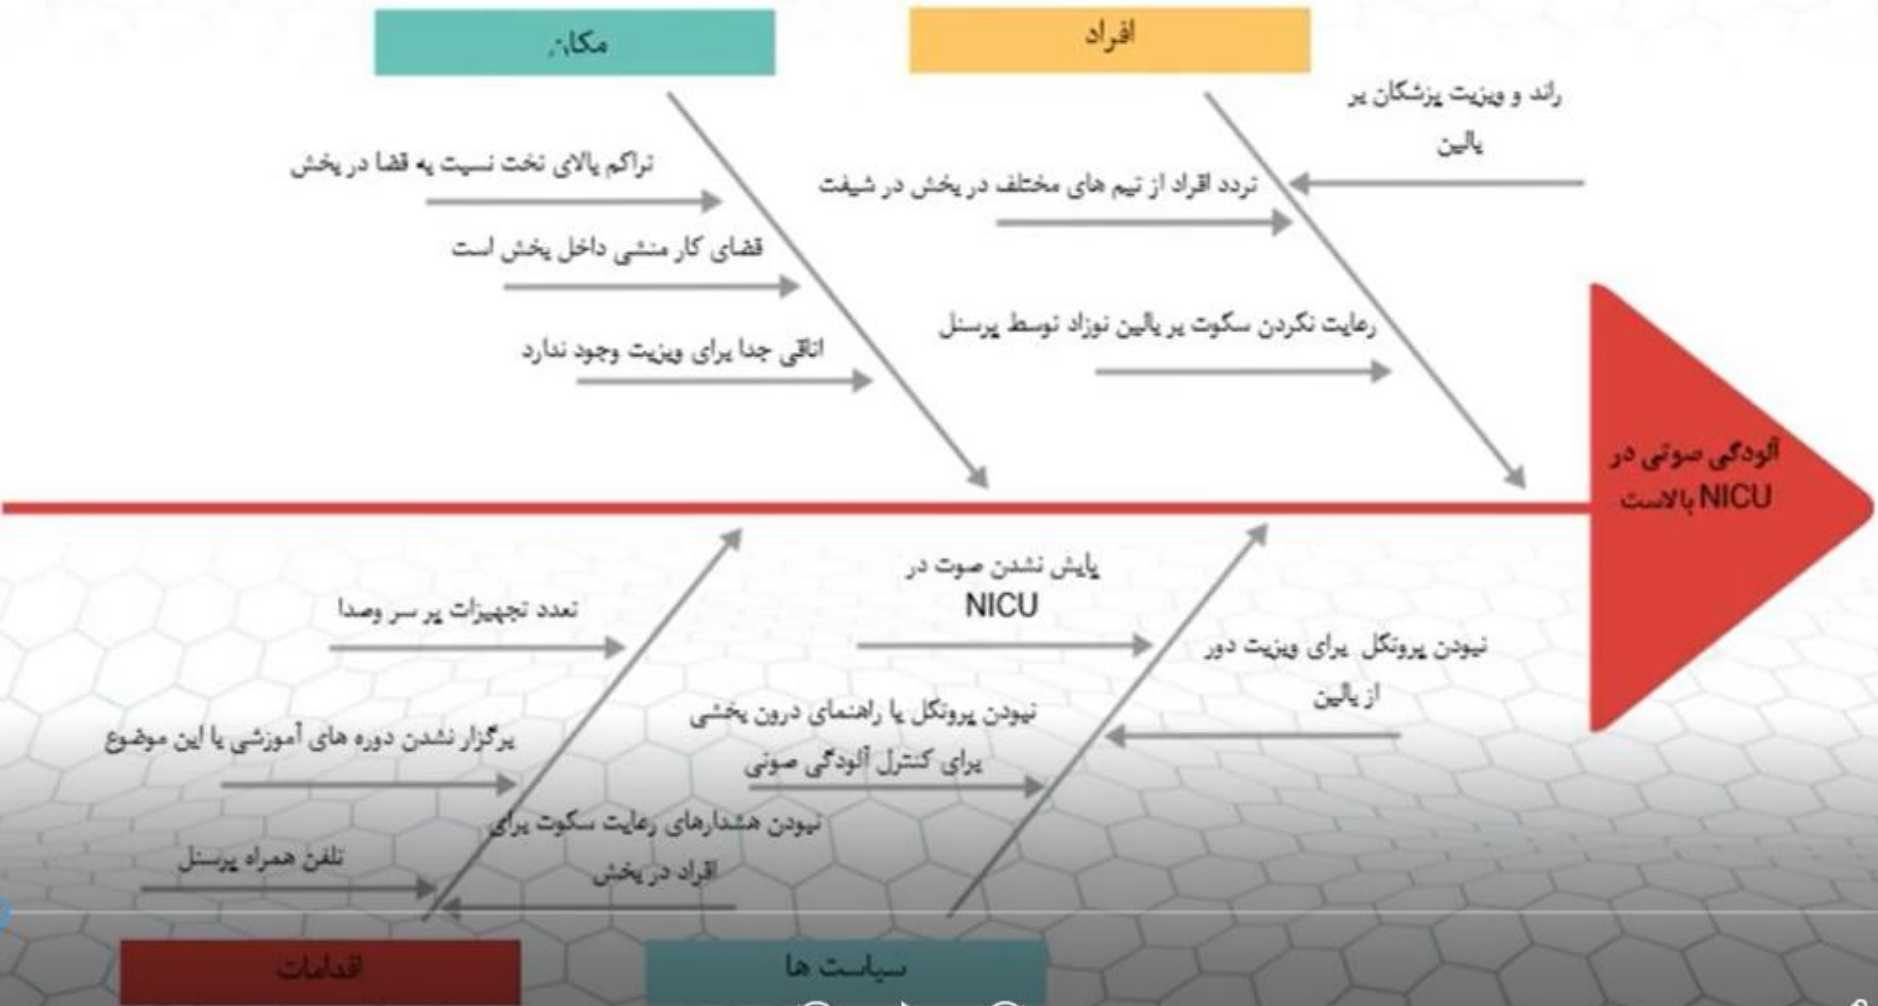 افراد
مکان
راند و ویزیت پزشکان بر
بالین
تردد افراد از تیم های مختلف در بخش در شیفت
رعایت نکردن سکوت بر بالین نوزاد توسط پرسنل
تراکم بالای تخت نسبت به فضا در بخش
فضای کار منشی داخل بخش است
اتاقی جدا برای ویزیت وجود ندارد
آلودگی صوتی در
NICU بالاست
پایش نشدن صوت در
NICU
نبودن پروتکل برای ویزیت دور
از بالین
نبودن پروتکل یا راهنمای درون بخشی
برای کنترل آلودگی صوتی
تعدد تجهیزات پر سر وصدا
برگزار نشدن دوره های آموزشی با این موضوع
نبودن هشدارهای رعایت سکوت برای
افراد در بخش
تلفن همراه پرسنل
سیاست ها
اقدامات